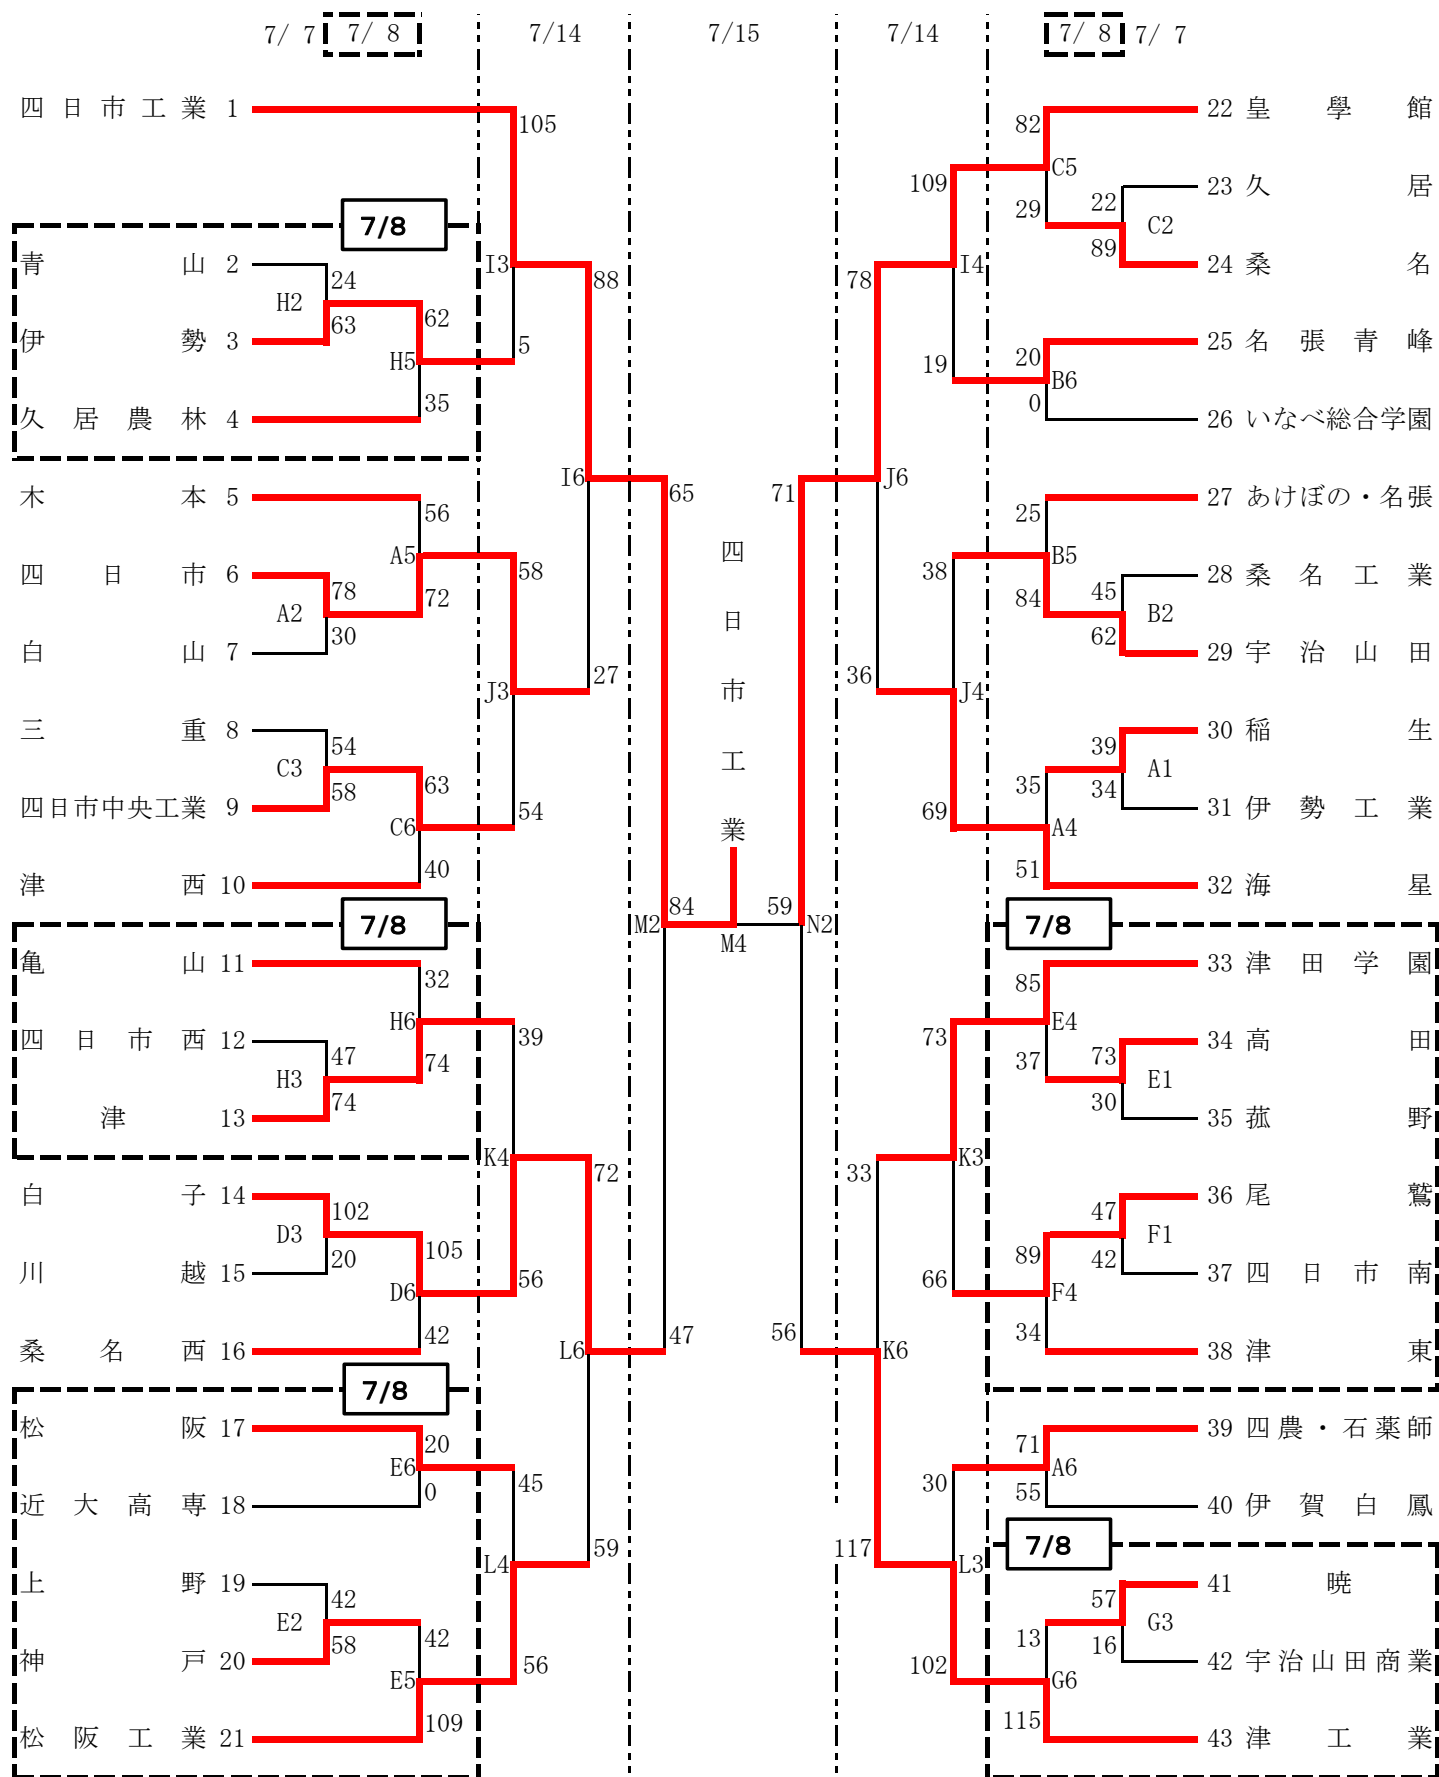 7/ 7 7/ 8 7/14 7/15 7/14 7/ 8 7/ 7
四日市工業 1 105 82 22 皇學館
C5
109 29 22 23 久居
C2
7/8 89 24 桑名
青山 2 I3 88 78 I4
24
H2
63 62
伊勢 3 5 19 20 25 名張青峰
H5 B6
35 0
久居農林 4 26 いなべ総合学園
I6 J6
木本 5 65 71 27 あけぼの・名張
56 25
A5 四 B5
四日市 6 58 38 28 桑名工業
78 72 84 45
A2 日 B2
30 62
白山 7 29 宇治山田
27 36
J3 市 J4
三重 8 30 稲生
54 39
C3 工 A1
58 63 35 34
四日市中央工業 9 54 69 31 伊勢工業
C6 業 A4
40 51
津西 10 32 海星
84 59
7/8 M2 N2 7/8
M4
亀山 11 33 津田学園
32 85
H6 E4
四日市西 12 39 73 34 高田
47 74 37 73
H3 E1
74 30
津 13 35 菰野
K4 K3
72 33
白子 14 36 尾鷲
102 47
D3 F1
20 105 89 42
川越 15 56 66 37 四日市南
D6 F4
42 47 56 34
桑名西 16 L6 K6 38 津東
7/8
松阪 17 39 四農・石薬師
20 71
E6 A6
45 30
0 55
近大高専 18 40 伊賀白鳳
59 117 7/8
L4 L3
上野 19 41 暁
42 57
E2 G3
58 42 13 16
神戸 20 56 102 42 宇治山田商業
E5 G6
109 115
松阪工業 21 43 津工業